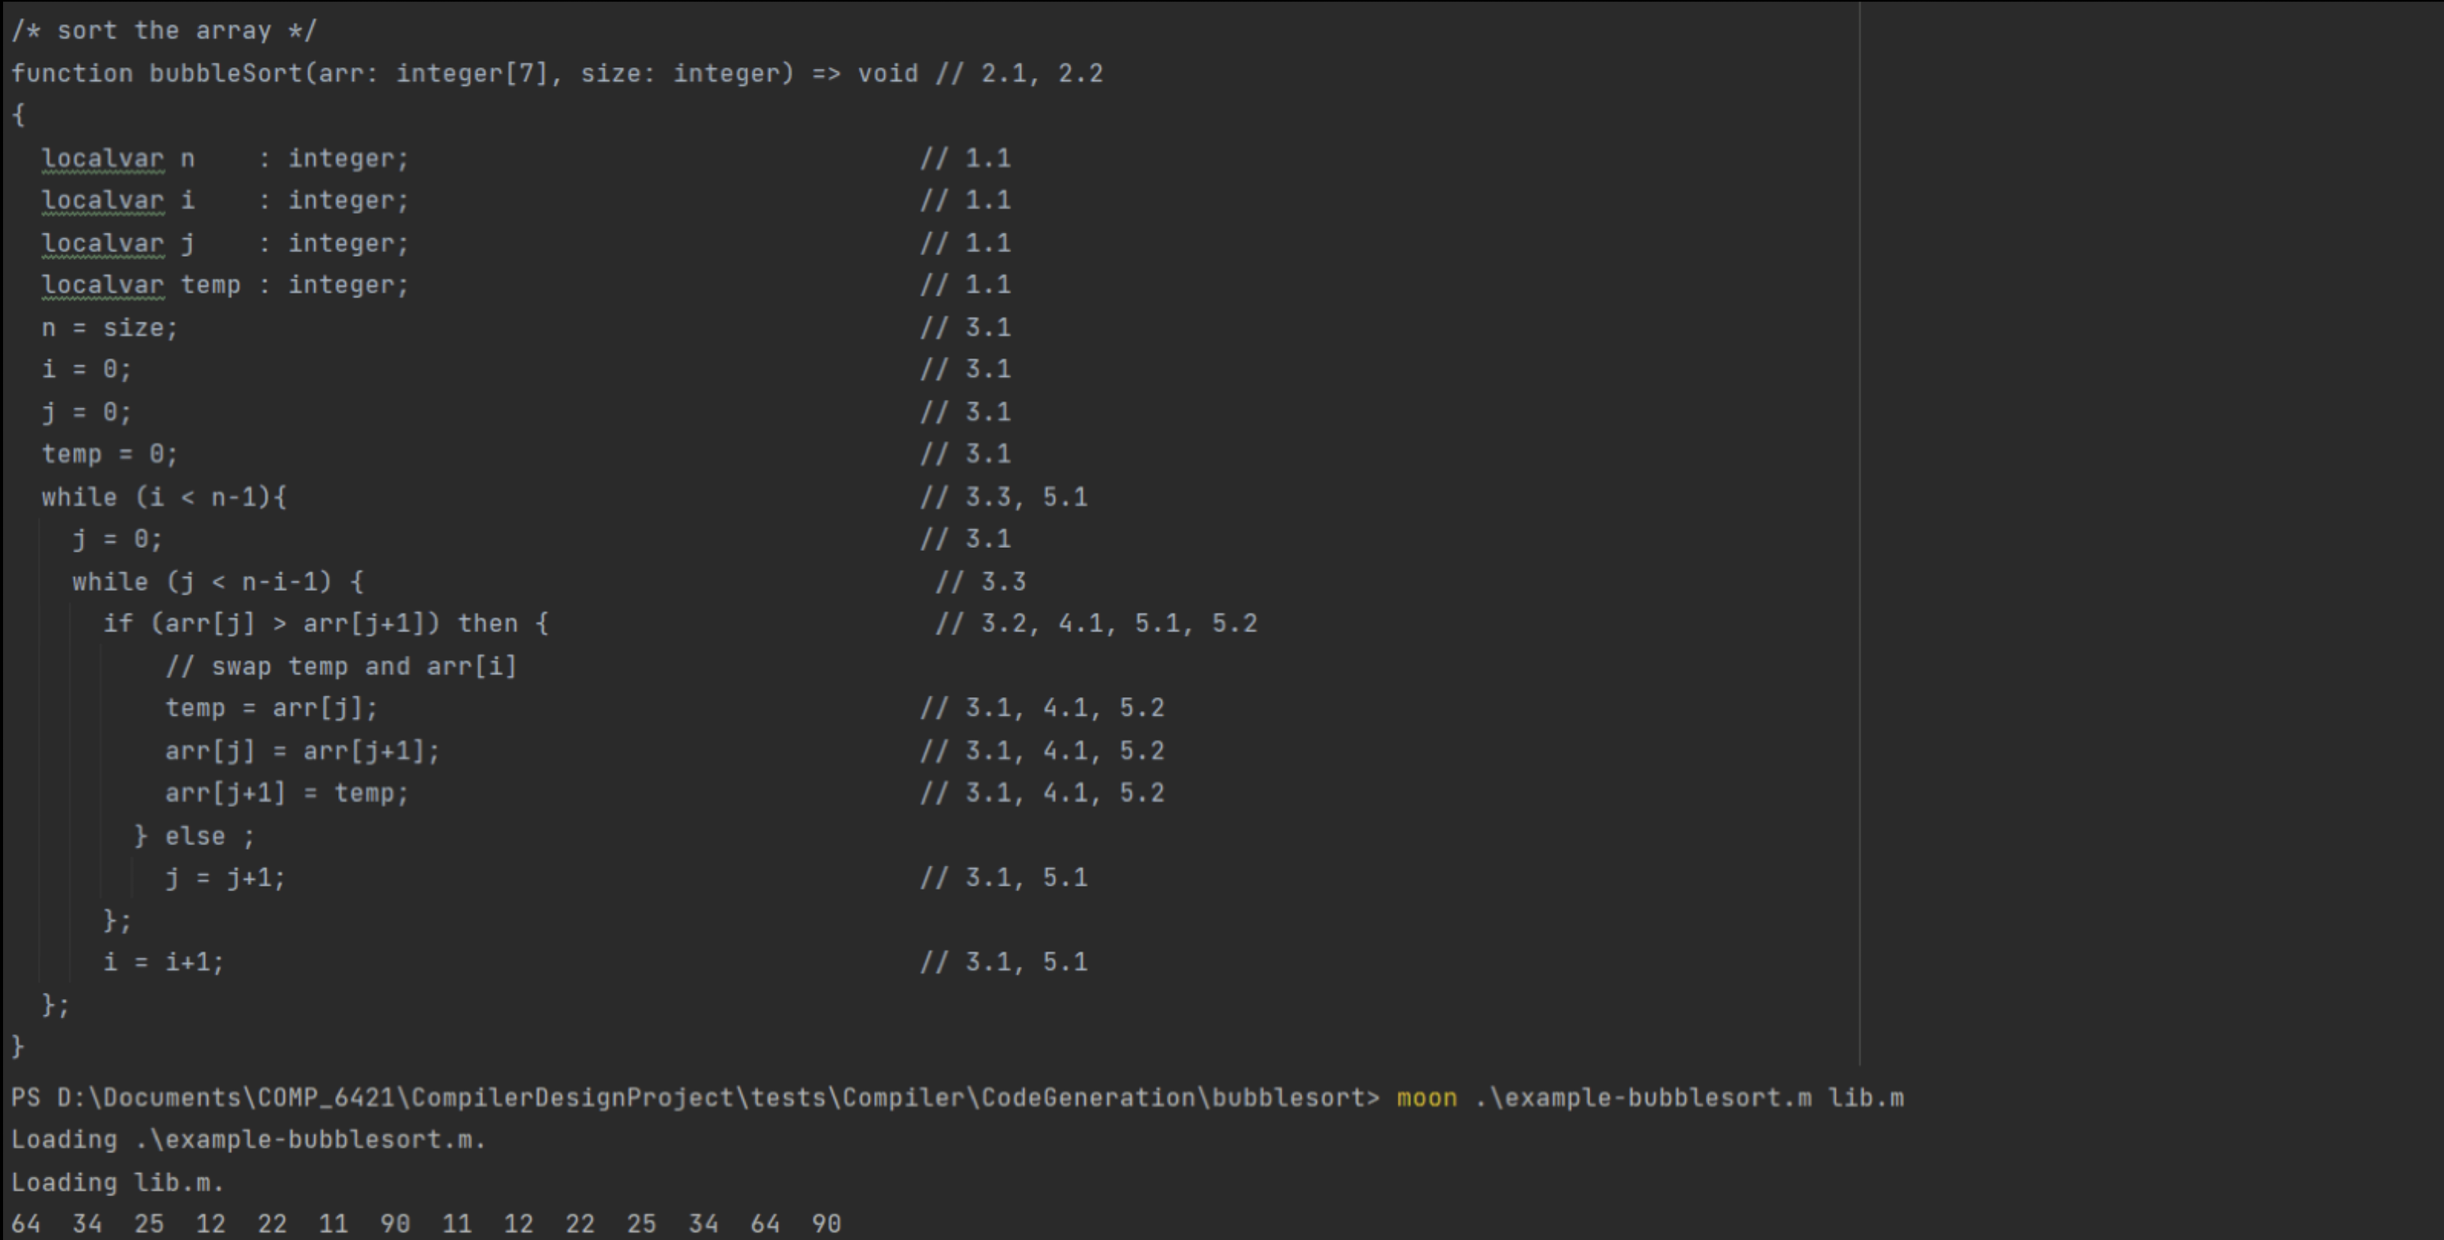 /* sort the array */
function bubbleSort(arr: integer[7], size: integer) => void // 2.1, 2.2
{
  localvar n    : integer;                                 // 1.1
  localvar i    : integer;                                 // 1.1
  localvar j    : integer;                                 // 1.1
  localvar temp : integer;                                 // 1.1
  n = size;                                                // 3.1
  i = 0;                                                   // 3.1
  j = 0;                                                   // 3.1
  temp = 0;                                                // 3.1
  while (i < n-1){                                         // 3.3, 5.1
    j = 0;                                                 // 3.1
    while (j < n-i-1) {                                     // 3.3
      if (arr[j] > arr[j+1]) then {                         // 3.2, 4.1, 5.1, 5.2
          // swap temp and arr[i]
          temp = arr[j];                                   // 3.1, 4.1, 5.2
          arr[j] = arr[j+1];                               // 3.1, 4.1, 5.2
          arr[j+1] = temp;                                 // 3.1, 4.1, 5.2
        } else ;
          j = j+1;                                         // 3.1, 5.1
      };
      i = i+1;                                             // 3.1, 5.1
  };
}
PS D:\Documents\COMP_6421\CompilerDesignProject\tests\Compiler\CodeGeneration\bubblesort> moon .\example-bubblesort.m lib.m
Loading .\example-bubblesort.m.
Loading lib.m.
64  34  25  12  22  11  90  11  12  22  25  34  64  90